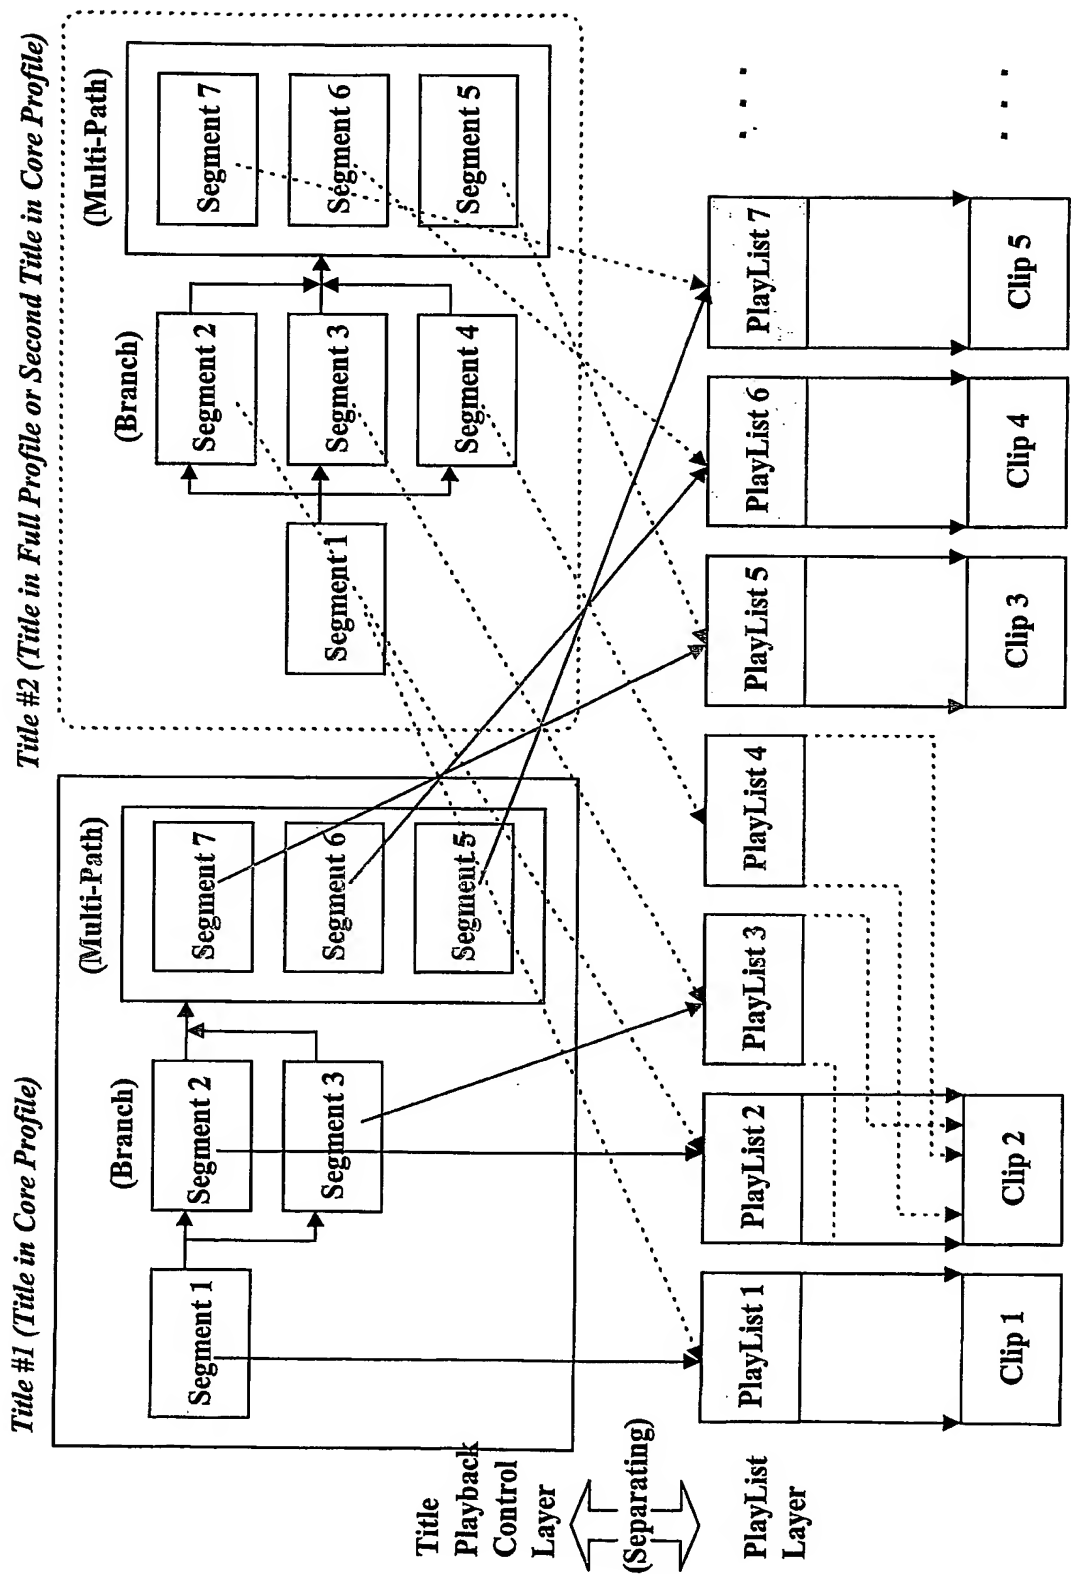 Title #1 (Title in Core Profile)
Title #2 (Title in Full Profile or Second Title in Core Profile)
(Branch)
(Multi-Path)
Segment 1
Segment 2
Segment 3
Segment 7
Segment 6
Segment 5
(Branch)
(Multi-Path)
Segment 1
Segment 2
Segment 3
Segment 4
Segment 7
Segment 6
Segment 5
Title
Playback
Control
Layer
(Separating)
PlayList
Layer
PlayList 1
PlayList 2
PlayList 3
PlayList 4
PlayList 5
PlayList 6
PlayList 7
Clip 1
Clip 2
Clip 3
Clip 4
Clip 5